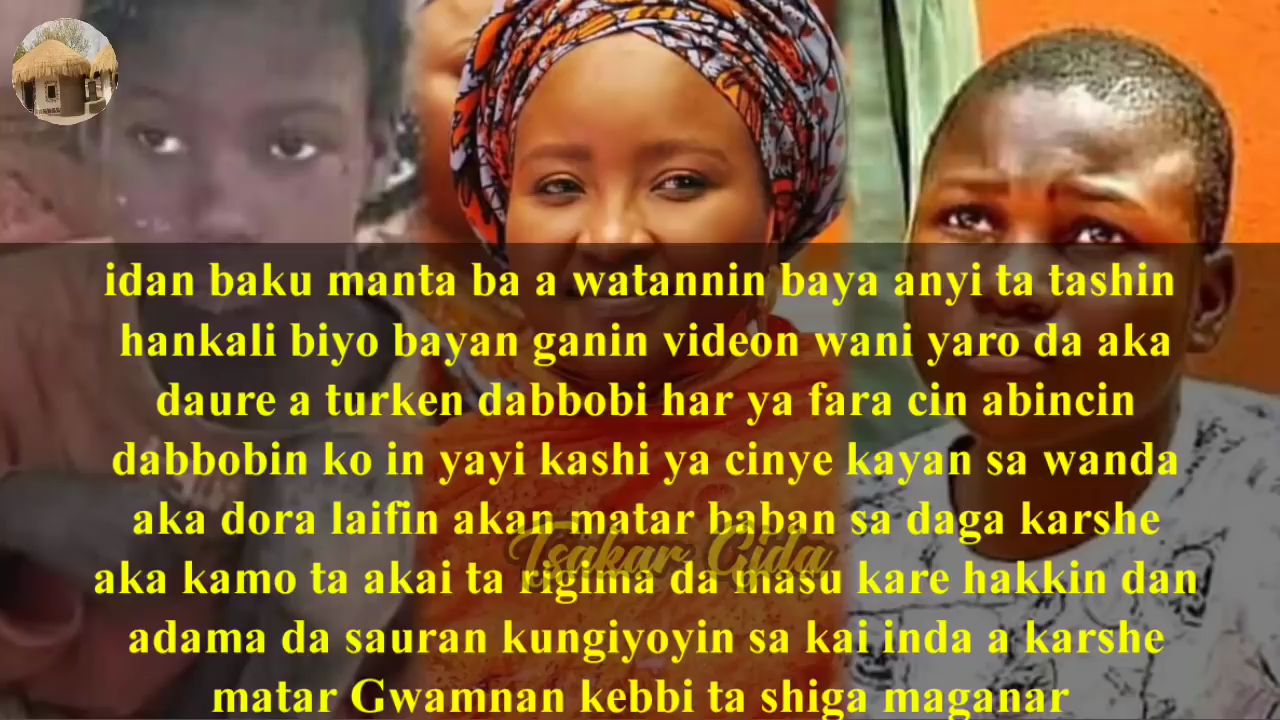 idan baku manta ba a watannin baya anyi ta tashin
hankali biyo bayan ganin videon wani yaro da aka
daure a turken dabbobi har ya fara cin abincin
dabbobin ko in yayi kashi ya cinye kayan sa wanda
aka dora laifin akan matar baban sa daga karshe
aka kamo ta akai ta rigima da masu kare hakkin dan
adama da sauran kungiyoyin sa kai inda a karshe
matar Gwamnan kebbi ta shiga maganar
Tsakar Gida